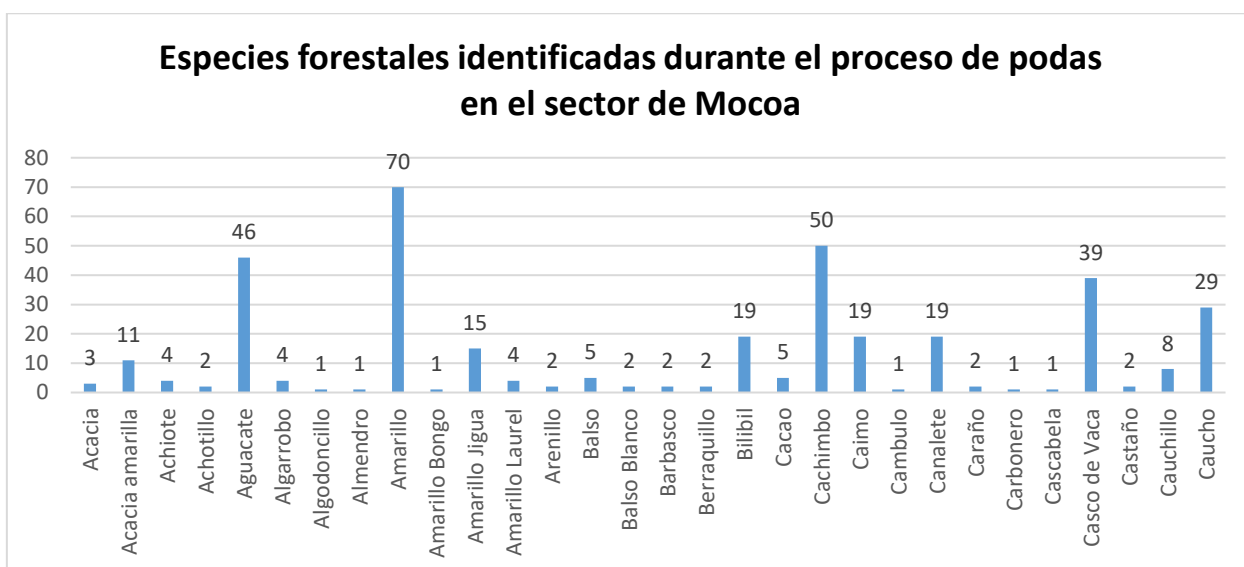 Especies forestales identificadas durante el proceso de podas
en el sector de Mocoa
80
70
60
50
40
30
20
10
0
3
11
4
2
46
4
1
1
70
1
15
4
2
5
2
2
2
19
5
50
19
1
19
2
1
1
39
2
8
29
Acacia
Acacia amarilla
Achiote
Achotillo
Aguacate
Algarrobo
Algodoncillo
Almendro
Amarillo
Amarillo Bongo
Amarillo Jigua
Amarillo Laurel
Arenillo
Balso
Balso Blanco
Barbasco
Berraquillo
Bilibil
Cacao
Cachimbo
Caimo
Cambulo
Canalete
Caraño
Carbonero
Cascabela
Casco de Vaca
Castaño
Cauchillo
Caucho